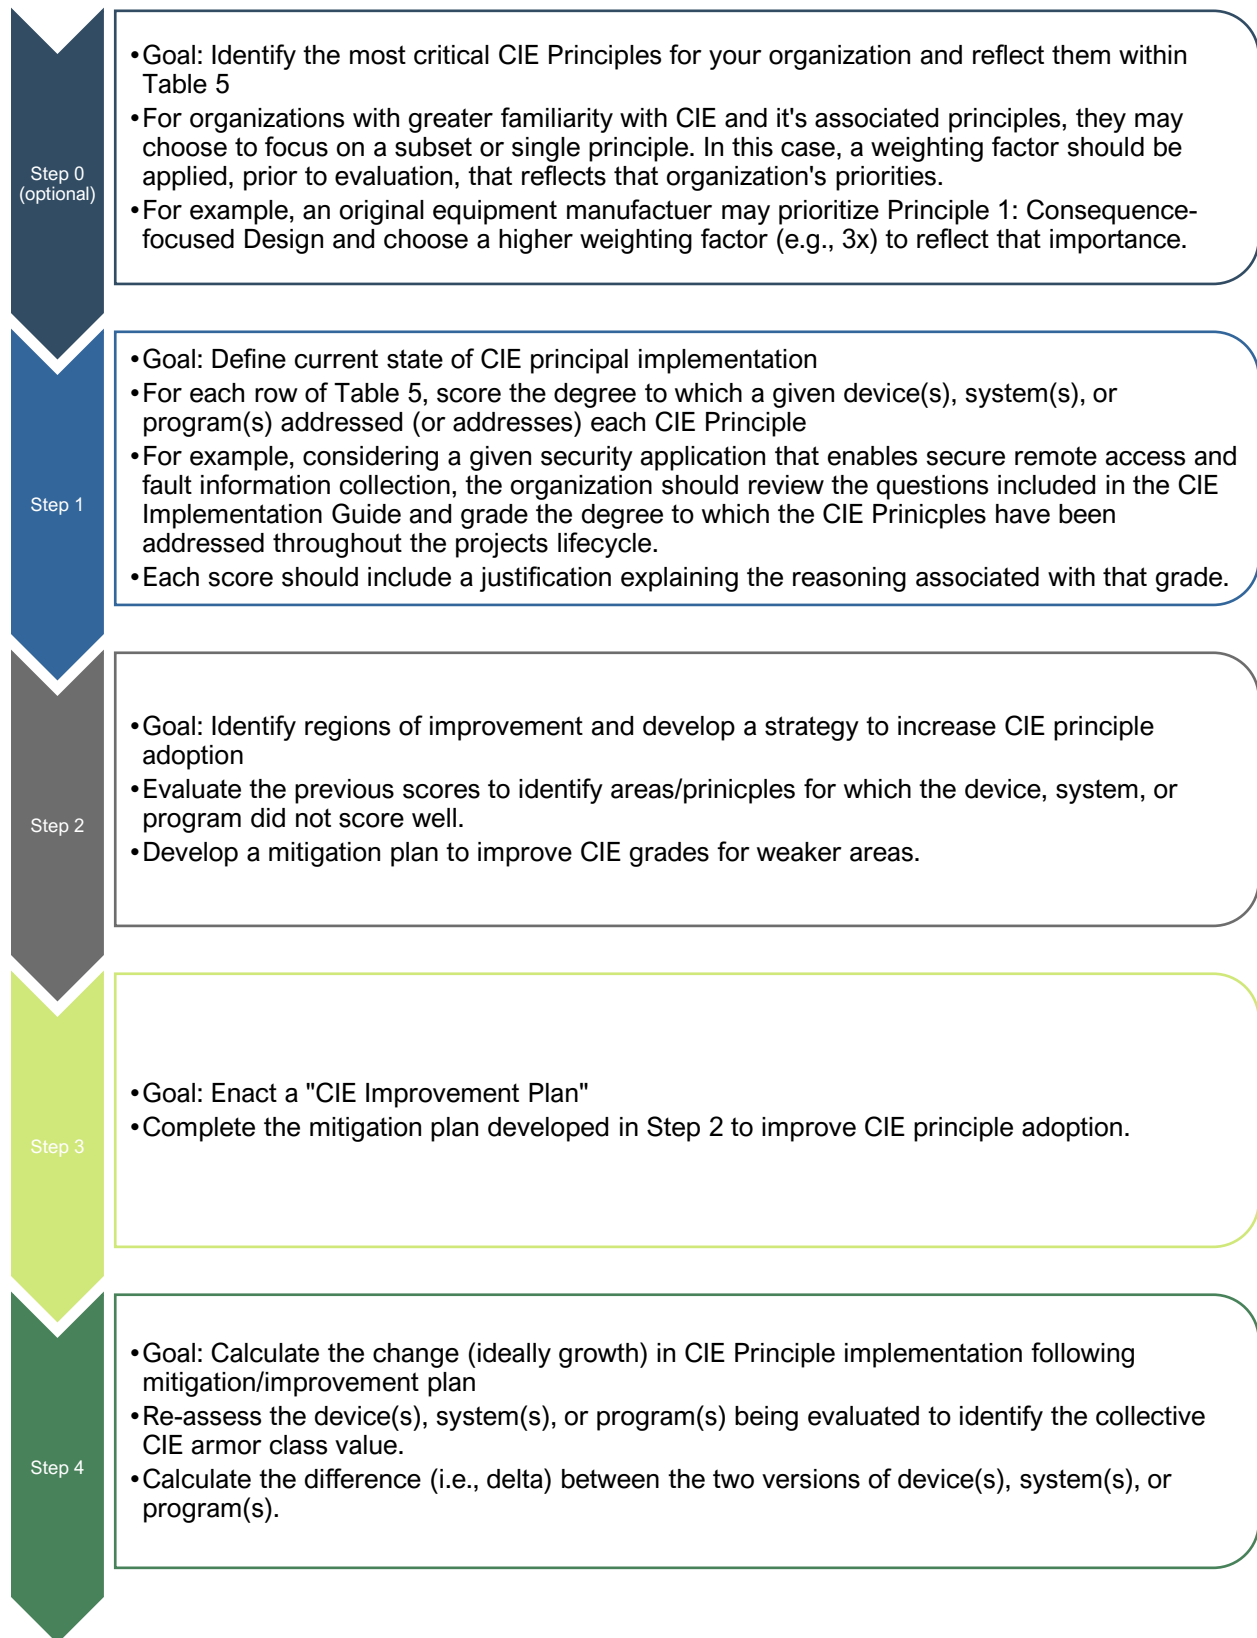 Step 0
(optional)
•Goal: Identify the most critical CIE Principles for your organization and reflect them within
Table 5
•For organizations with greater familiarity with CIE and it's associated principles, they may
choose to focus on a subset or single principle. In this case, a weighting factor should be
applied, prior to evaluation, that reflects that organization's priorities.
•For example, an original equipment manufactuer may prioritize Principle 1: Consequence-
focused Design and choose a higher weighting factor (e.g., 3x) to reflect that importance.
Step 1
•Goal: Define current state of CIE principal implementation
•For each row of Table 5, score the degree to which a given device(s), system(s), or
program(s) addressed (or addresses) each CIE Principle
•For example, considering a given security application that enables secure remote access and
fault information collection, the organization should review the questions included in the CIE
Implementation Guide and grade the degree to which the CIE Prinicples have been
addressed throughout the projects lifecycle.
•Each score should include a justification explaining the reasoning associated with that grade.
Step 2
•Goal: Identify regions of improvement and develop a strategy to increase CIE principle
adoption
•Evaluate the previous scores to identify areas/prinicples for which the device, system, or
program did not score well.
•Develop a mitigation plan to improve CIE grades for weaker areas.
Step 3
•Goal: Enact a "CIE Improvement Plan"
•Complete the mitigation plan developed in Step 2 to improve CIE principle adoption.
Step 4
•Goal: Calculate the change (ideally growth) in CIE Principle implementation following
mitigation/improvement plan
•Re-assess the device(s), system(s), or program(s) being evaluated to identify the collective
CIE armor class value.
•Calculate the difference (i.e., delta) between the two versions of device(s), system(s), or
program(s).